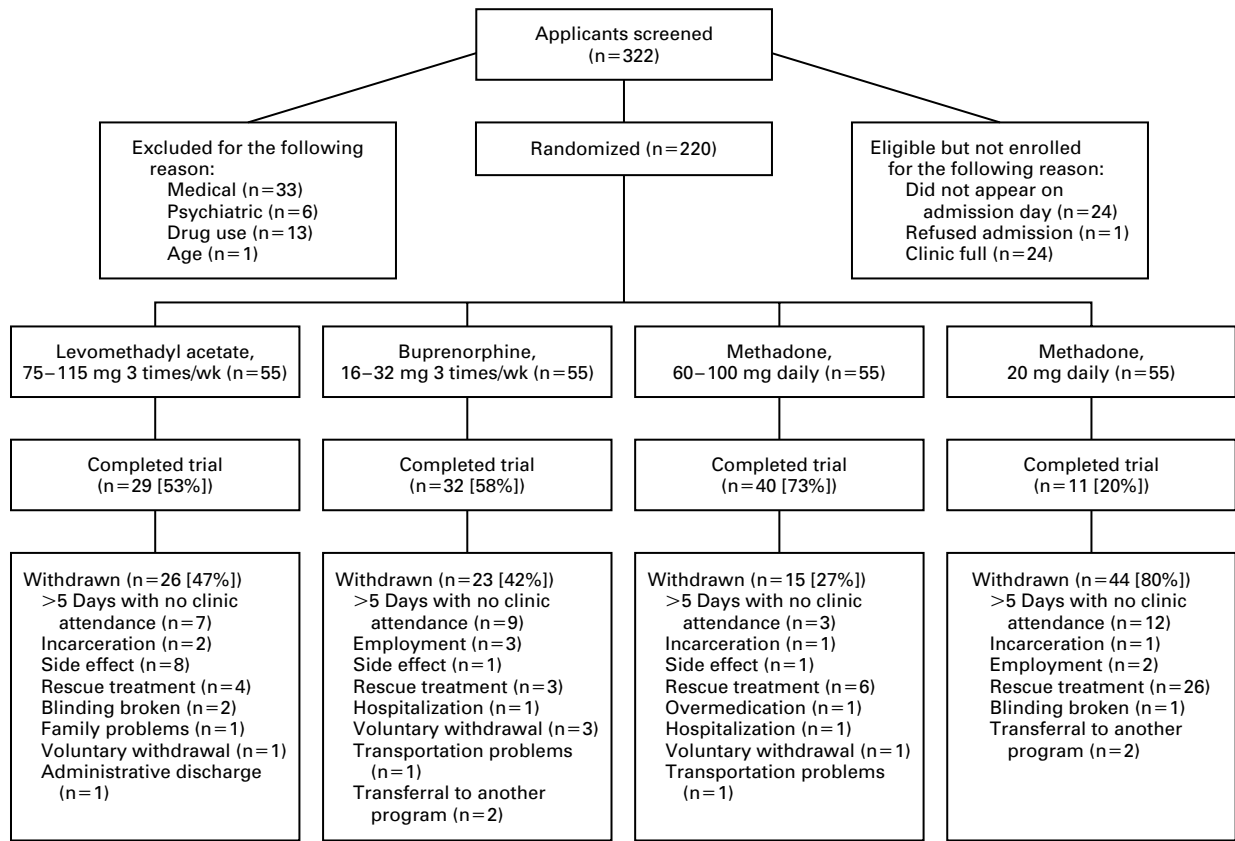 Applicants screened
(n=322)
Excluded for the following
reason:
Medical (n=33)
Psychiatric (n=6)
Drug use (n=13)
Age (n=1)
Randomized (n=220)
Eligible but not enrolled
for the following reason:
Did not appear on
admission day (n=24)
Refused admission (n=1)
Clinic full (n=24)
Levomethadyl acetate,
75–115 mg 3 times/wk (n=55)
Buprenorphine,
16–32 mg 3 times/wk (n=55)
Methadone,
60–100 mg daily (n=55)
Methadone,
20 mg daily (n=55)
Completed trial
(n=29 [53%])
Completed trial
(n=32 [58%])
Completed trial
(n=40 [73%])
Completed trial
(n=11 [20%])
Withdrawn (n=26 [47%])
>5 Days with no clinic
attendance (n=7)
Incarceration (n=2)
Side effect (n=8)
Rescue treatment (n=4)
Blinding broken (n=2)
Family problems (n=1)
Voluntary withdrawal (n=1)
Administrative discharge
(n=1)
Withdrawn (n=23 [42%])
>5 Days with no clinic
attendance (n=9)
Employment (n=3)
Side effect (n=1)
Rescue treatment (n=3)
Hospitalization (n=1)
Voluntary withdrawal (n=3)
Transportation problems
(n=1)
Transferral to another
program (n=2)
Withdrawn (n=15 [27%])
>5 Days with no clinic
attendance (n=3)
Incarceration (n=1)
Side effect (n=1)
Rescue treatment (n=6)
Overmedication (n=1)
Hospitalization (n=1)
Voluntary withdrawal (n=1)
Transportation problems
(n=1)
Withdrawn (n=44 [80%])
>5 Days with no clinic
attendance (n=12)
Incarceration (n=1)
Employment (n=2)
Rescue treatment (n=26)
Blinding broken (n=1)
Transferral to another
program (n=2)